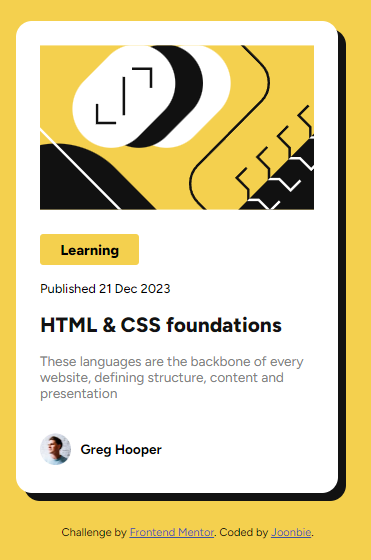 Learning
Published 21 Dec 2023
HTML & CSS foundations
These languages are the backbone of every
website, defining structure, content and
presentation
Greg Hooper
Challenge by Frontend Mentor. Coded by Joonbie.